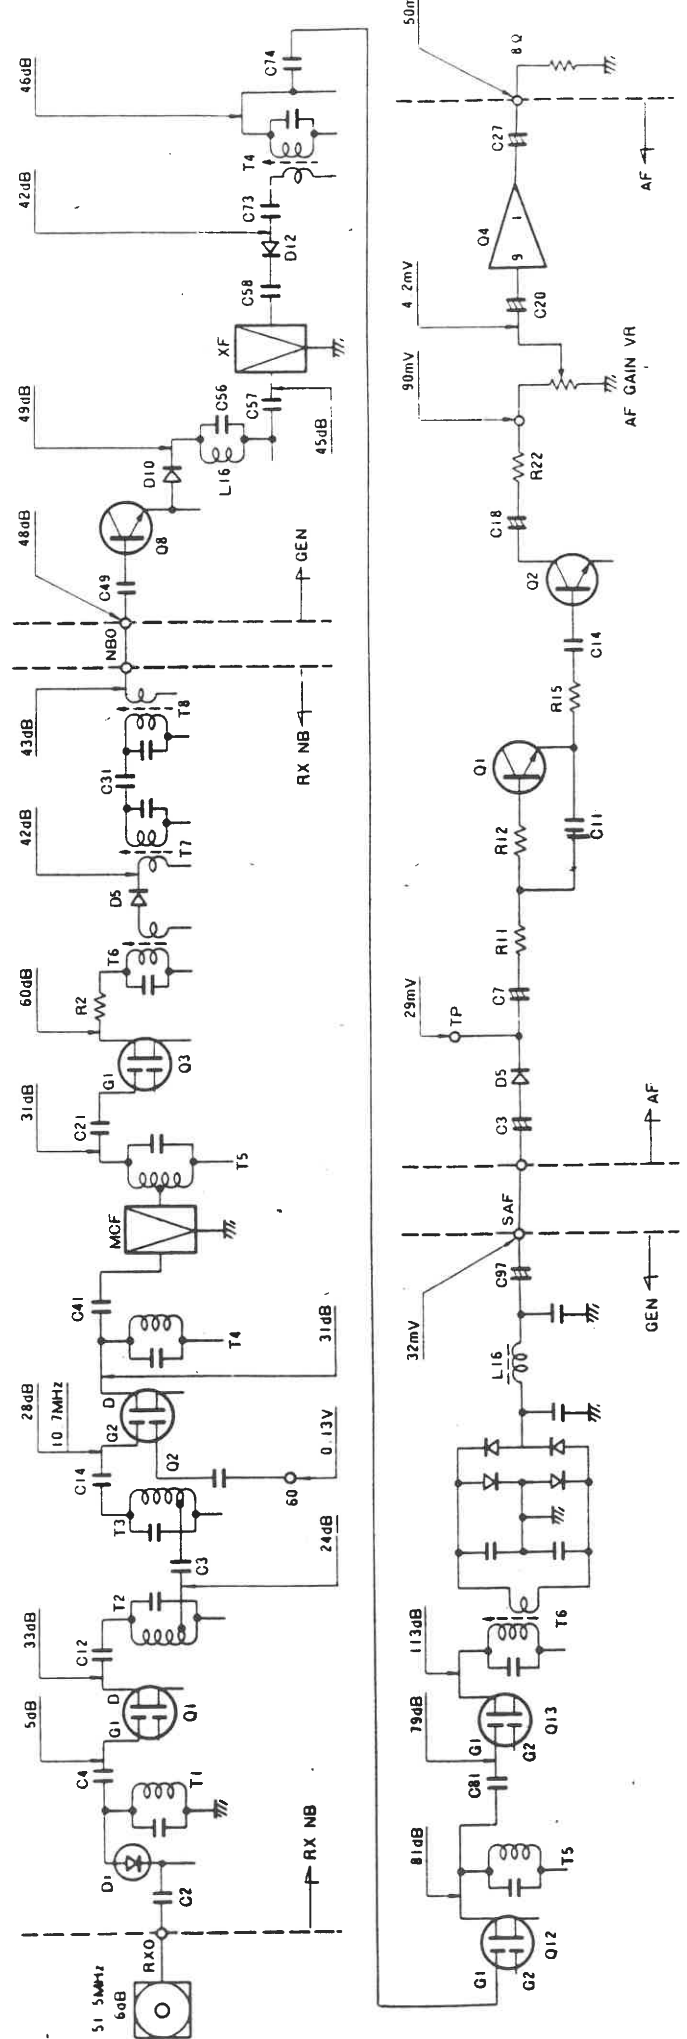 51 5MHz
6dB
RXO
C2
D1
RX NB
C4
T1
5dB
G1
Q1
D
33dB
C12
T2
C3
24dB
T3
C14
28dB
10 7MHz
G2
Q2
D
60
0.13V
31dB
T4
C41
MCF
T5
C21
31dB
G1
Q3
60dB
R2
T6
D5
42dB
T7
C31
T8
43dB
RX NB
NBO
48dB
GEN
C49
Q8
D10
49dB
L16
C56
C57
45dB
XF
C58
D12
42dB
C73
T4
46dB
C74
G1
G2
Q12
81dB
T5
C81
79dB
G1
G2
Q13
113dB
T6
L16
C97
32mV
GEN
SAF
AF
C3
D5
TP
29mV
C7
R11
R12
C11
Q1
R15
C14
Q2
C18
R22
90mV
AF GAIN VR
4 2mV
C20
Q4
9
1
C27
AF
8Ω